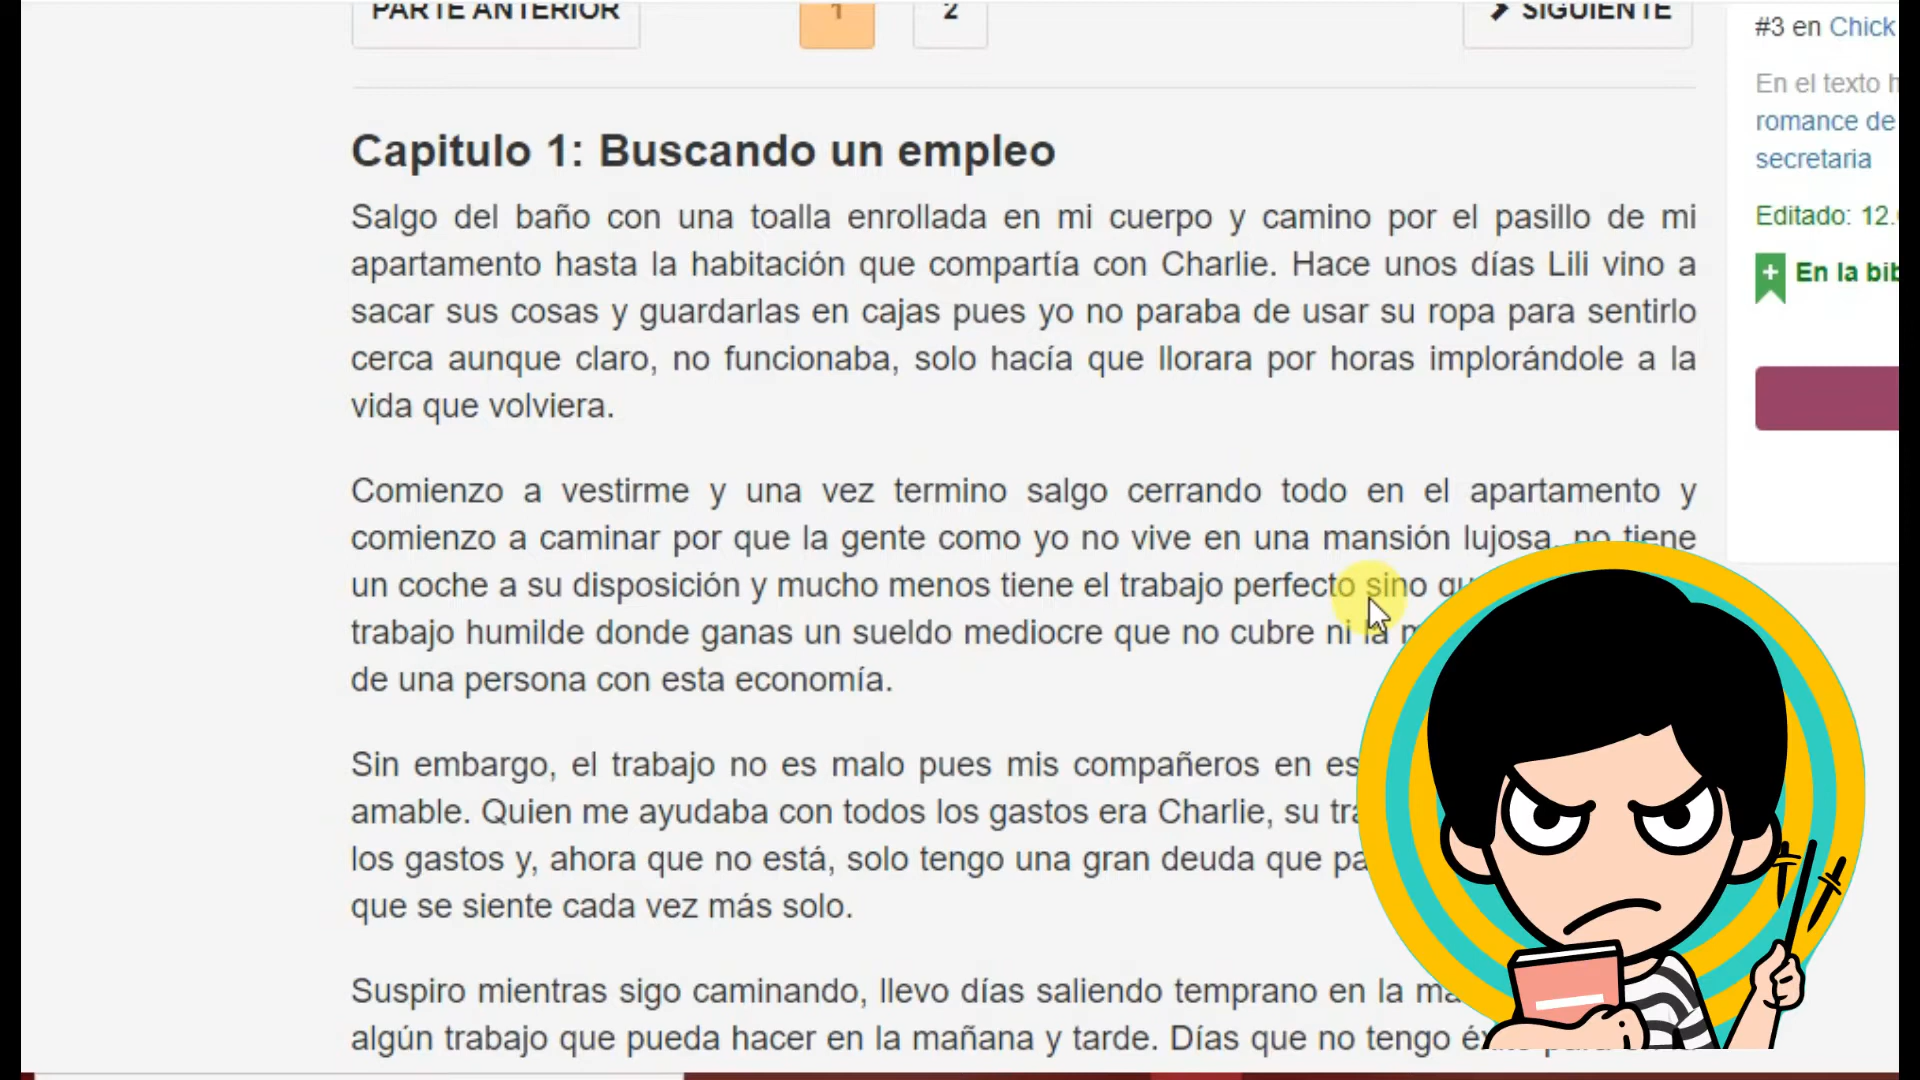 PARTE ANTERIOR
1
2
SIGUIENTE
#3 en Chick
En el texto h
romance de
secretaria
Editado: 12.
En la bib
Capitulo 1: Buscando un empleo
Salgo del baño con una toalla enrollada en mi cuerpo y camino por el pasillo de mi
apartamento hasta la habitación que compartía con Charlie. Hace unos días Lili vino a
sacar sus cosas y guardarlas en cajas pues yo no paraba de usar su ropa para sentirlo
cerca aunque claro, no funcionaba, solo hacía que llorara por horas implorándole a la
vida que volviera.
Comienzo a vestirme y una vez termino salgo cerrando todo en el apartamento y
comienzo a caminar por que la gente como yo no vive en una mansión lujosa, no tiene
un coche a su disposición y mucho menos tiene el trabajo perfecto sino qu
trabajo humilde donde ganas un sueldo mediocre que no cubre ni la m
de una persona con esta economía.
Sin embargo, el trabajo no es malo pues mis compañeros en es
amable. Quien me ayudaba con todos los gastos era Charlie, su tra
los gastos y, ahora que no está, solo tengo una gran deuda que pa
que se siente cada vez más solo.
Suspiro mientras sigo caminando, llevo días saliendo temprano en la ma
algún trabajo que pueda hacer en la mañana y tarde. Días que no tengo